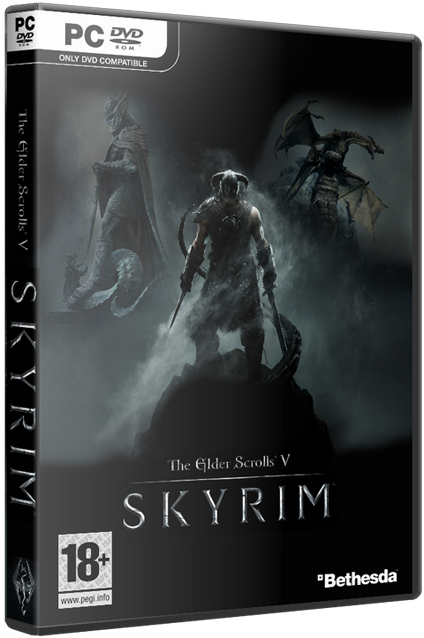 PC
DVD
ROM
PC DVD
ROM
ONLY DVD COMPATIBLE
The Elder Scrolls V
SKYRIM
The Elder Scrolls V
SKYRIM
18+
www.pegi.info
Bethesda